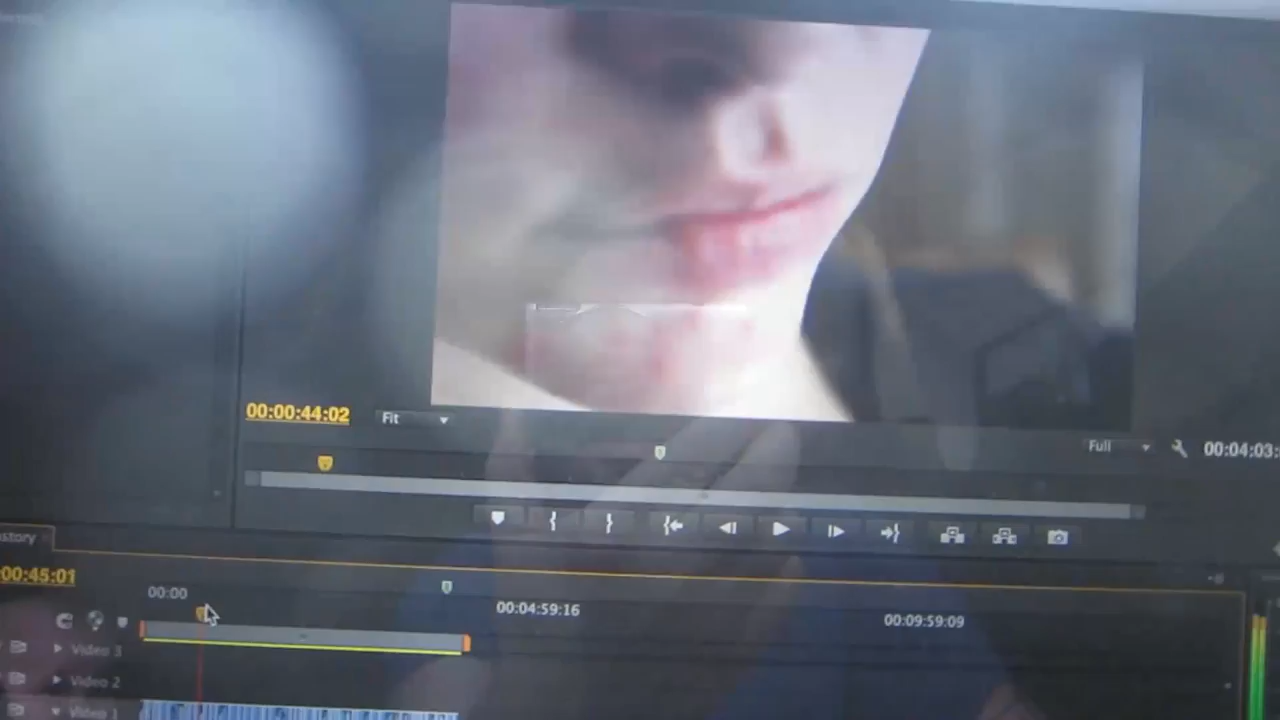 00:00:44:02
Fit
Full
00:04:03:
story
00:45:01
00:00
00:04:59:16
00:09:59:09
Video 3
Video 2
Video 1